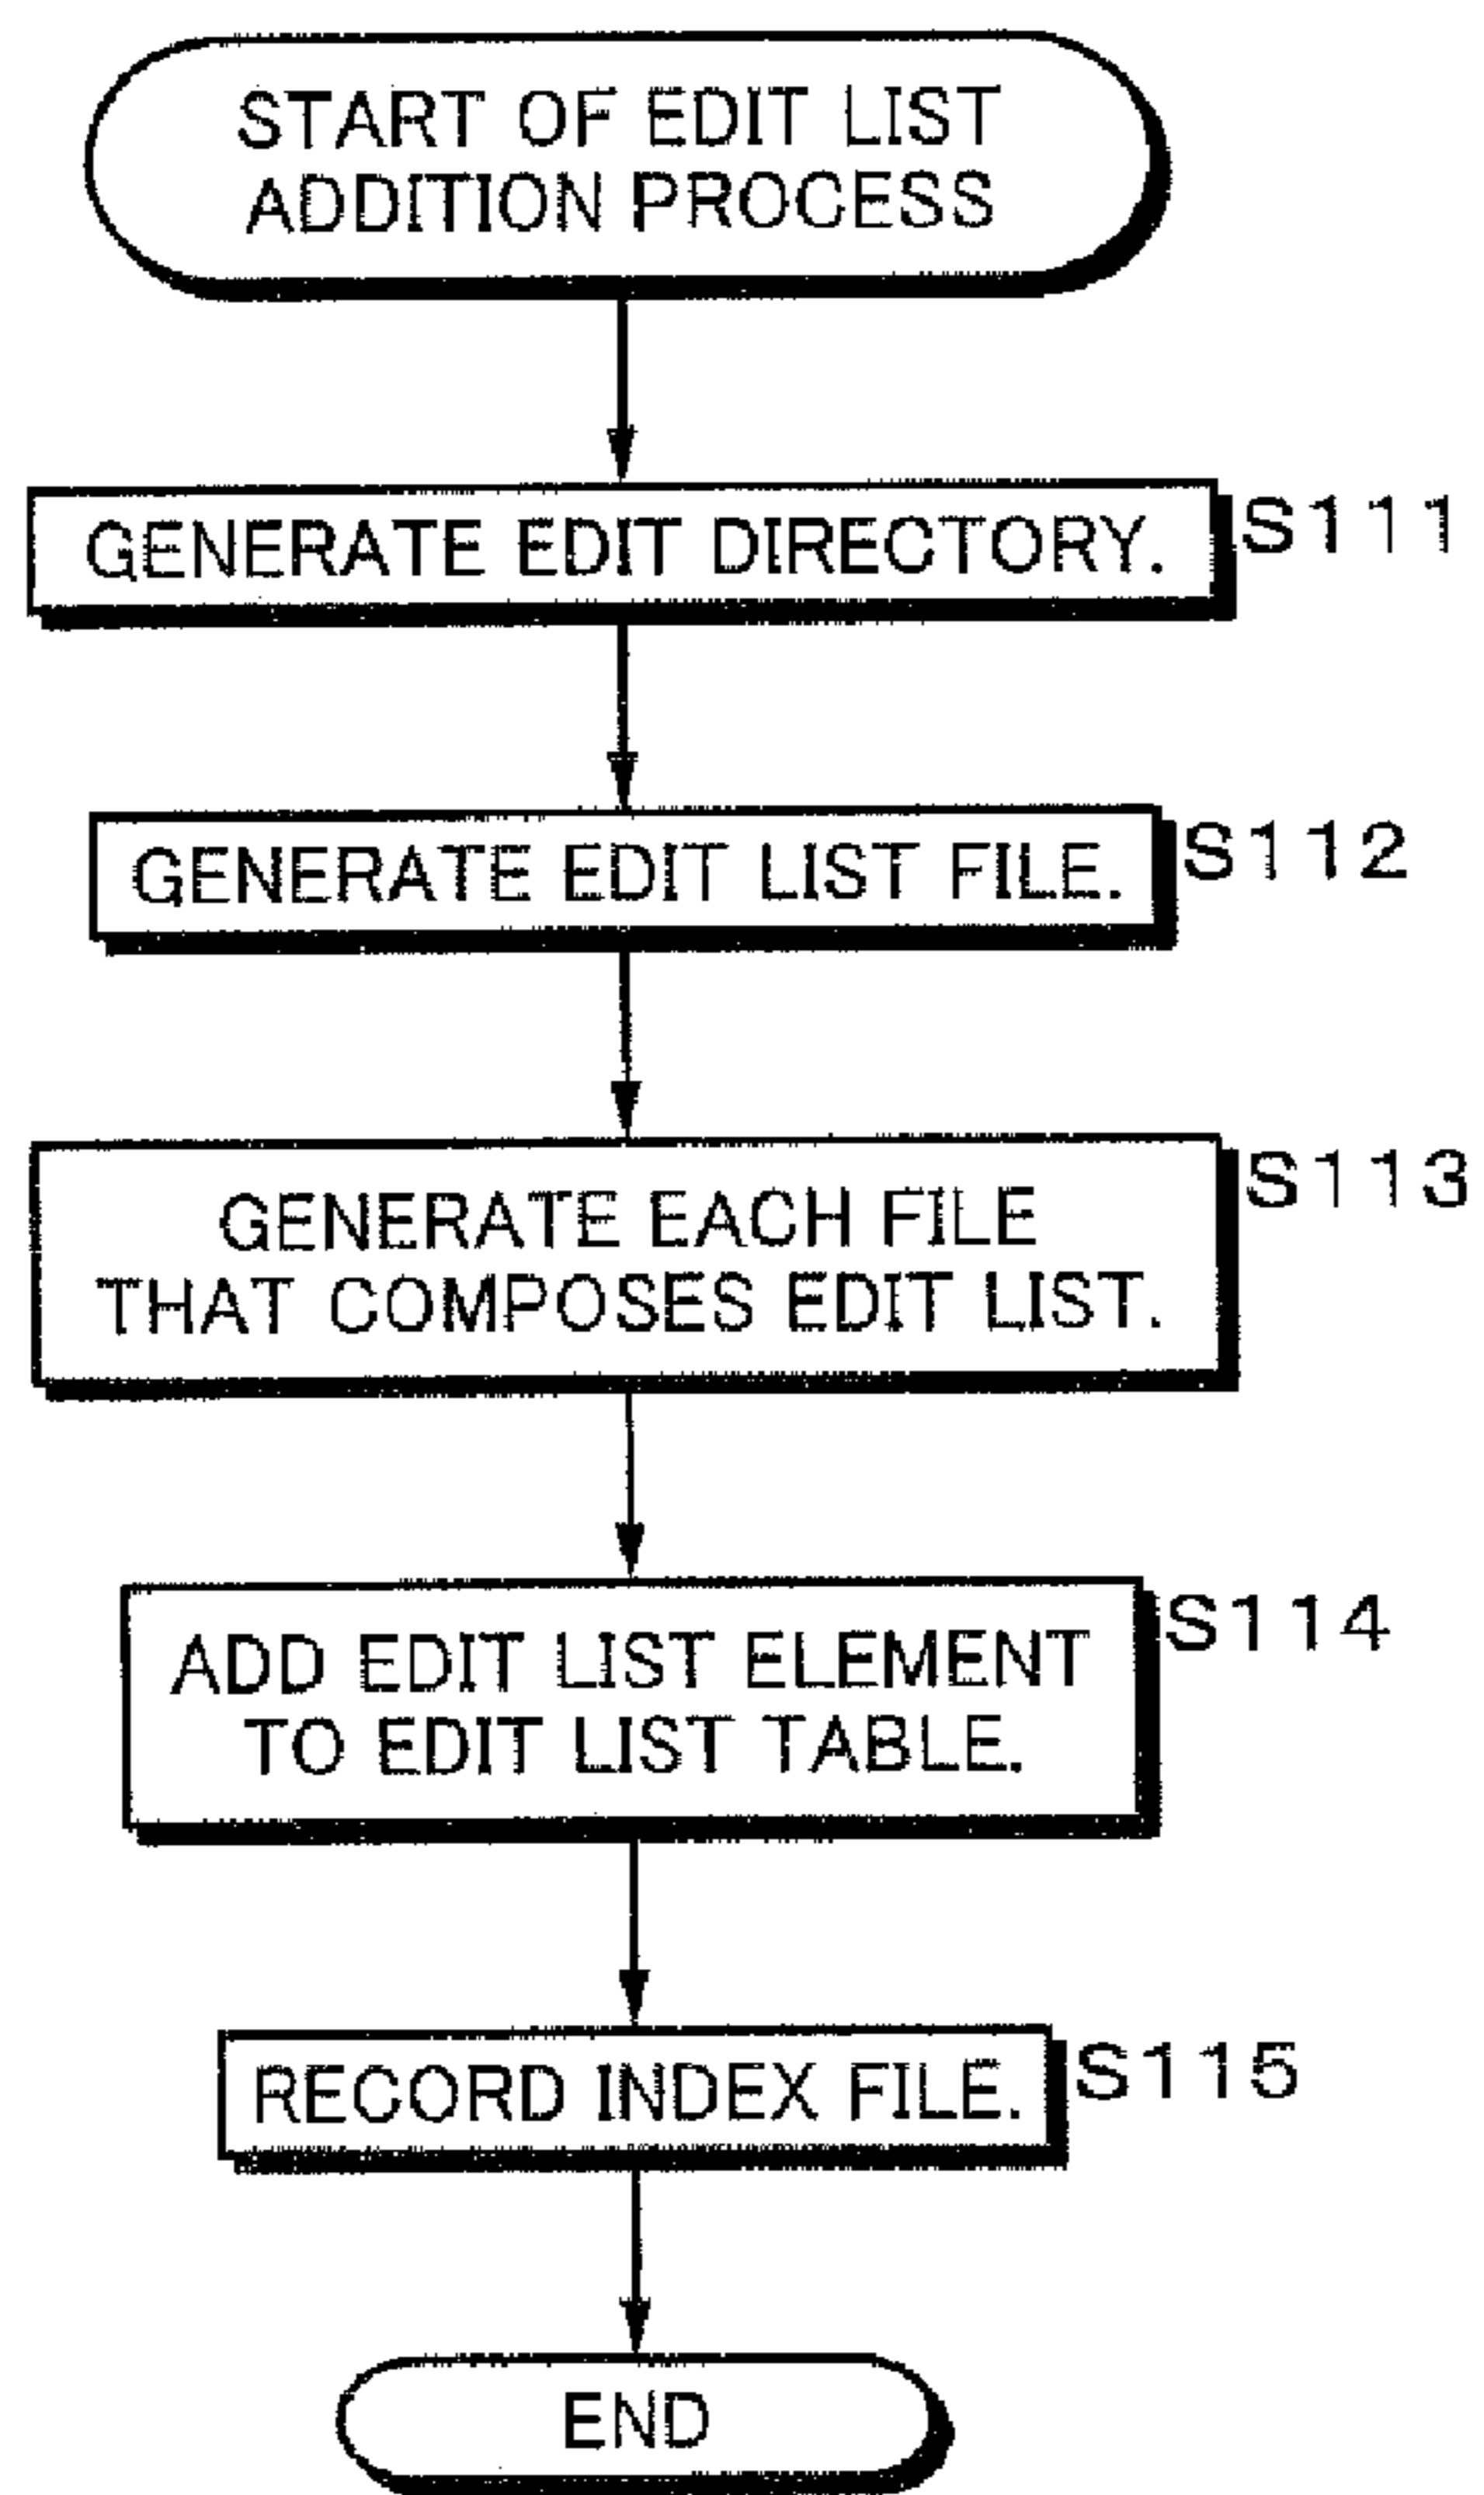 START OF EDIT LIST
ADDITION PROCESS
GENERATE EDIT DIRECTORY.
S111
GENERATE EDIT LIST FILE.
S112
GENERATE EACH FILE
THAT COMPOSES EDIT LIST.
S113
ADD EDIT LIST ELEMENT
TO EDIT LIST TABLE.
S114
RECORD INDEX FILE.
S115
END